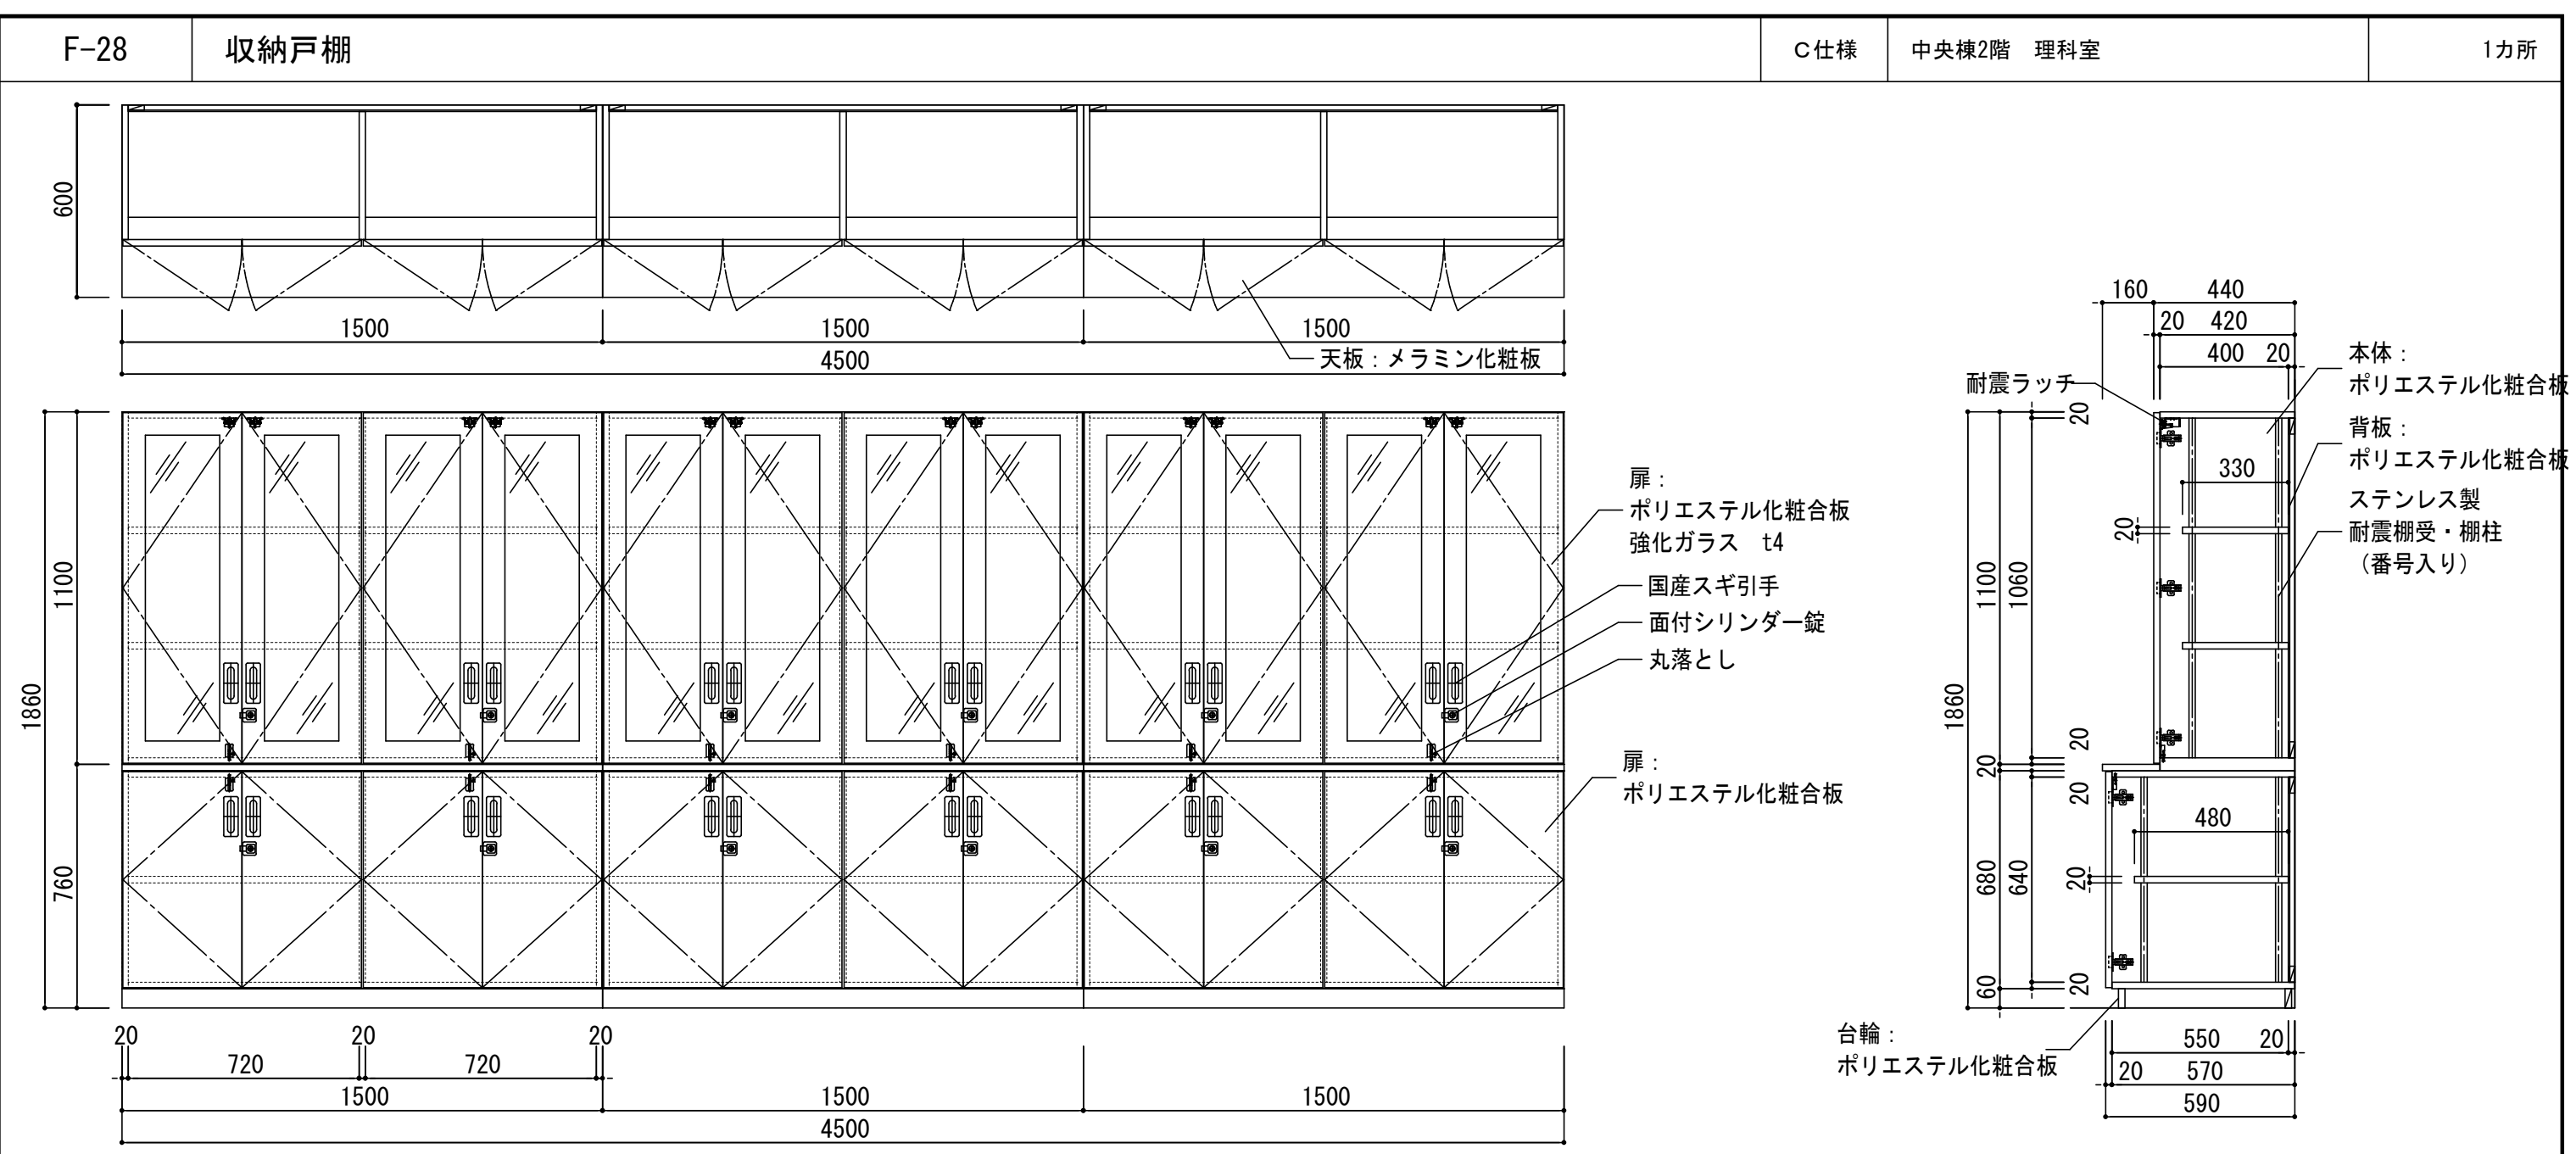 F-28
収納戸棚
C仕様
中央棟2階　理科室
1カ所
600
1500
1500
1500
4500
天板：メラミン化粧板
1860
1100
760
扉：
ポリエステル化粧合板
強化ガラス　t4
国産スギ引手
面付シリンダー錠
丸落とし
扉：
ポリエステル化粧合板
20
20
20
720
720
1500
1500
1500
4500
160
440
20
420
400
20
耐震ラッチ
本体：
ポリエステル化粧合板
背板：
ポリエステル化粧合板
ステンレス製
耐震棚受・棚柱
（番号入り）
20
330
20
1100
1060
1860
20
20
20
480
680
640
20
60
20
台輪：
ポリエステル化粧合板
550
20
20
570
590